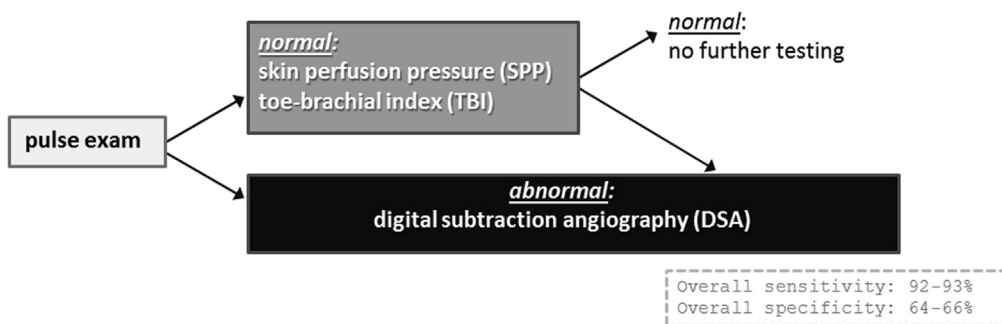 pulse exam
normal:
skin perfusion pressure (SPP)
toe-brachial index (TBI)
normal:
no further testing
abnormal:
digital subtraction angiography (DSA)
Overall sensitivity: 92-93%
Overall specificity: 64-66%